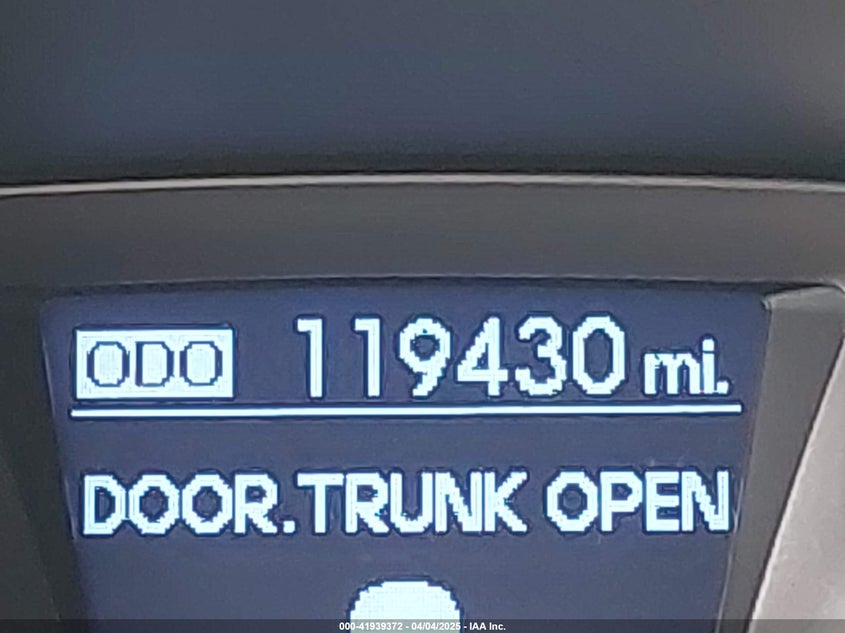 ODO 119430 mi.
DOOR.TRUNK OPEN
000-41939372 - 04/04/2025 - IAA Inc.